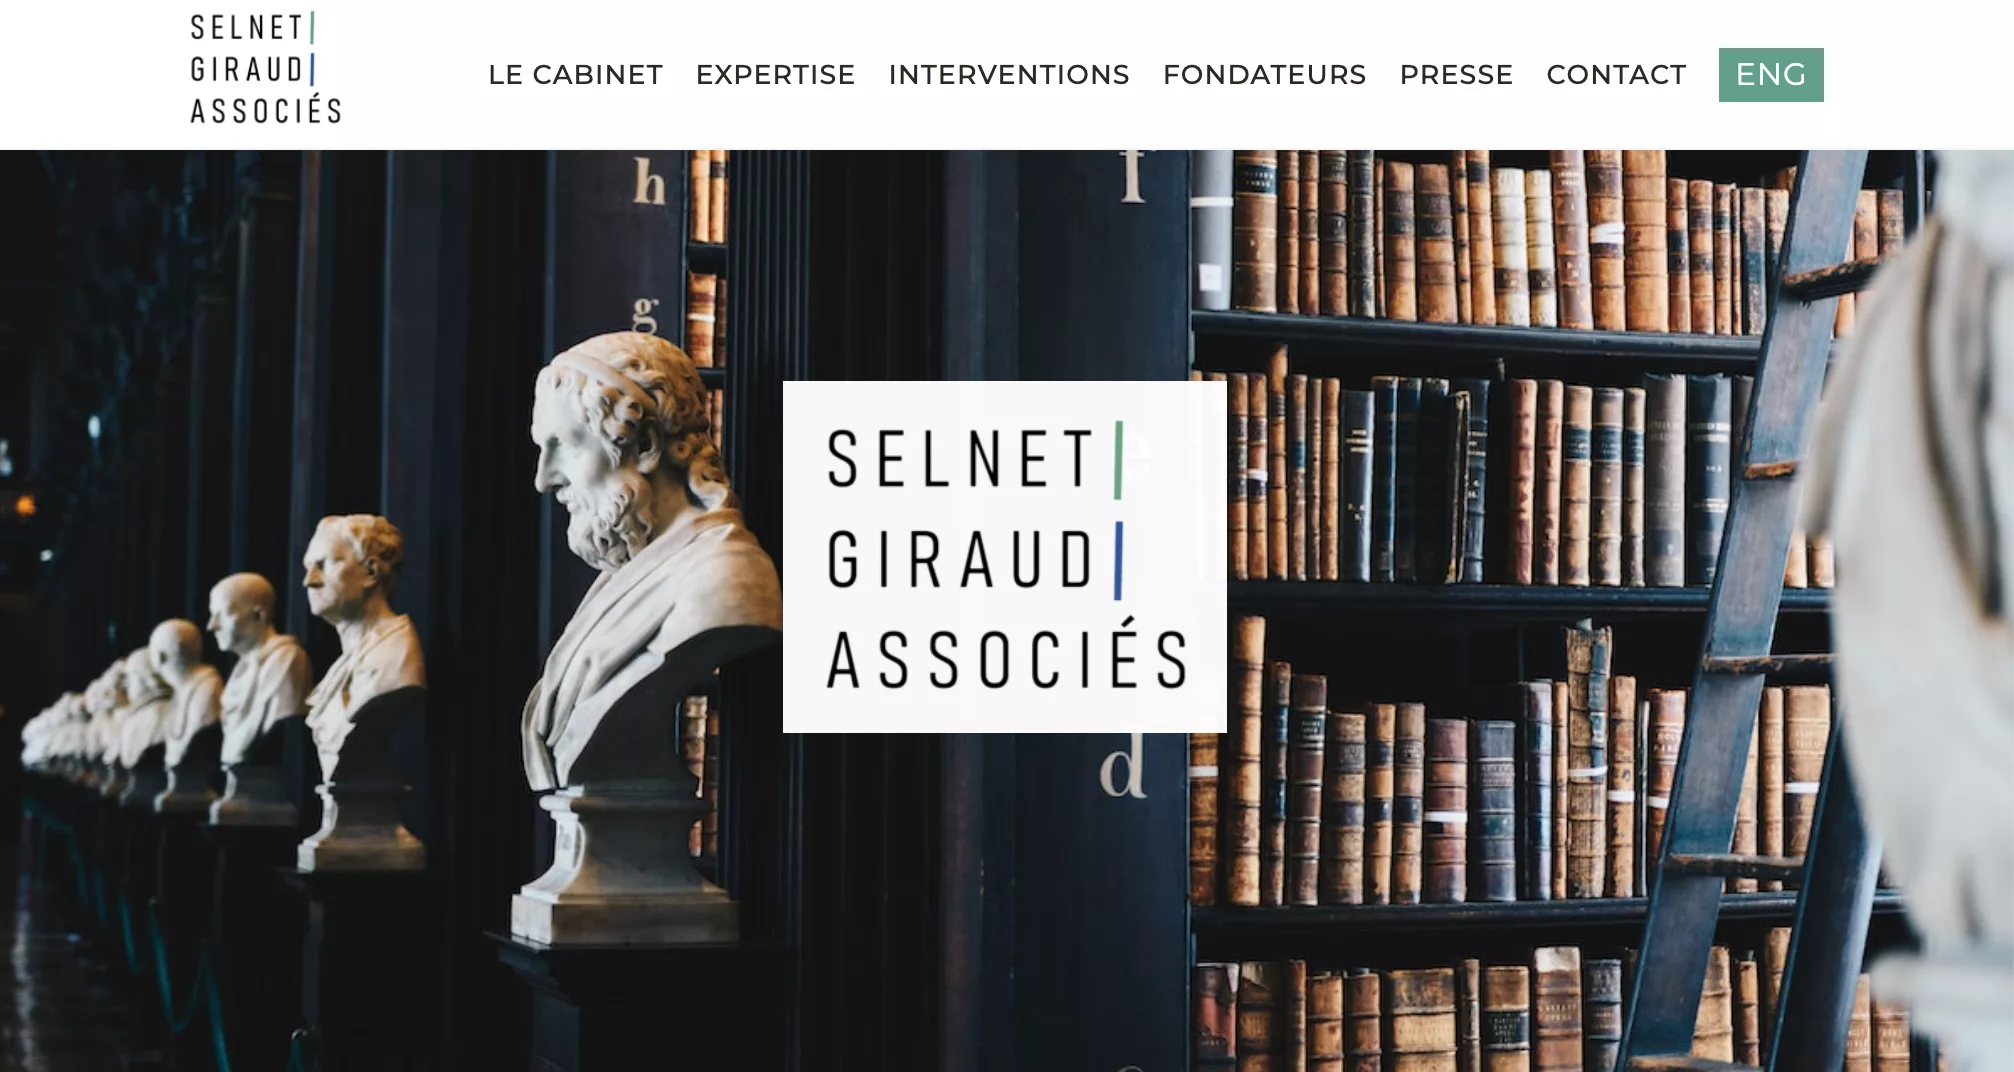 SELNET
GIRAUD
ASSOCIÉS
LE CABINET EXPERTISE INTERVENTIONS FONDATEURS PRESSE CONTACT ENG
h
f
g
SELNET
e
GIRAUD
ASSOCIÉS
d